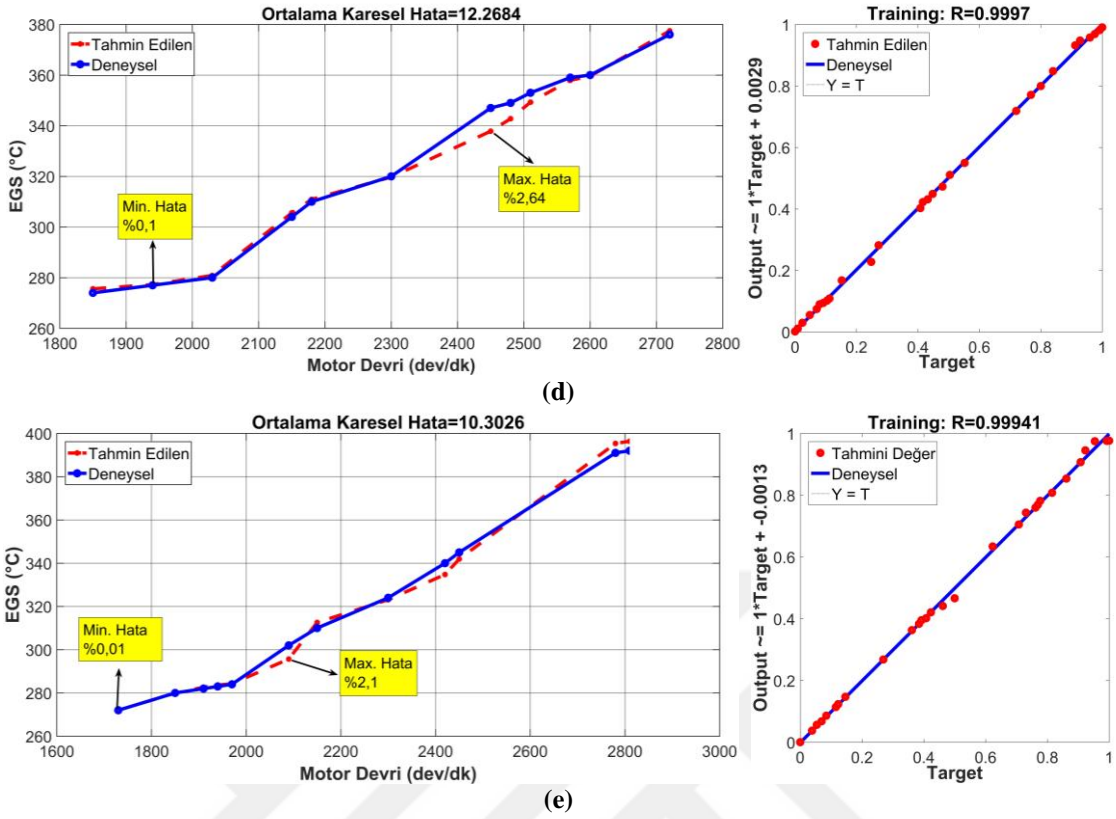 Ortalama Karesel Hata=12.2684
Tahmin Edilen
Deneysel
Min. Hata
%0,1
Max. Hata
%2,64
EGS (°C)
380
360
340
320
300
280
260
1800 1900 2000 2100 2200 2300 2400 2500 2600 2700 2800
Motor Devri (dev/dk)
Training: R=0.9997
Tahmin Edilen
Deneysel
Y = T
Output ~= 1*Target + 0.0029
1
0.8
0.6
0.4
0.2
0
0 0.2 0.4 0.6 0.8 1
Target
(d)
Ortalama Karesel Hata=10.3026
Tahmin Edilen
Deneysel
Min. Hata
%0,01
Max. Hata
%2,1
EGS (°C)
400
380
360
340
320
300
280
260
1600 1800 2000 2200 2400 2600 2800 3000
Motor Devri (dev/dk)
Training: R=0.99941
Tahmini Değer
Deneysel
Y = T
Output ~= 1*Target + -0.0013
1
0.8
0.6
0.4
0.2
0
0 0.2 0.4 0.6 0.8 1
Target
(e)